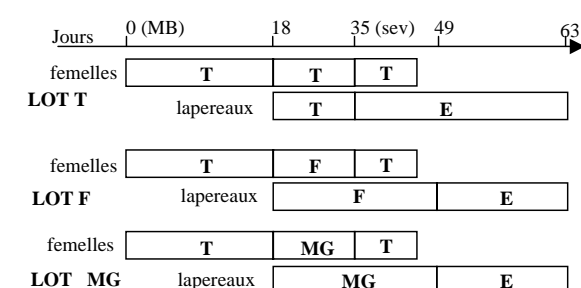 Jours 0 (MB) 18 35 (sev) 49 63
femelles T T T
LOT T
lapereaux T E
femelles T F T
LOT F lapereaux F E
femelles T MG T
LOT MG lapereaux MG E